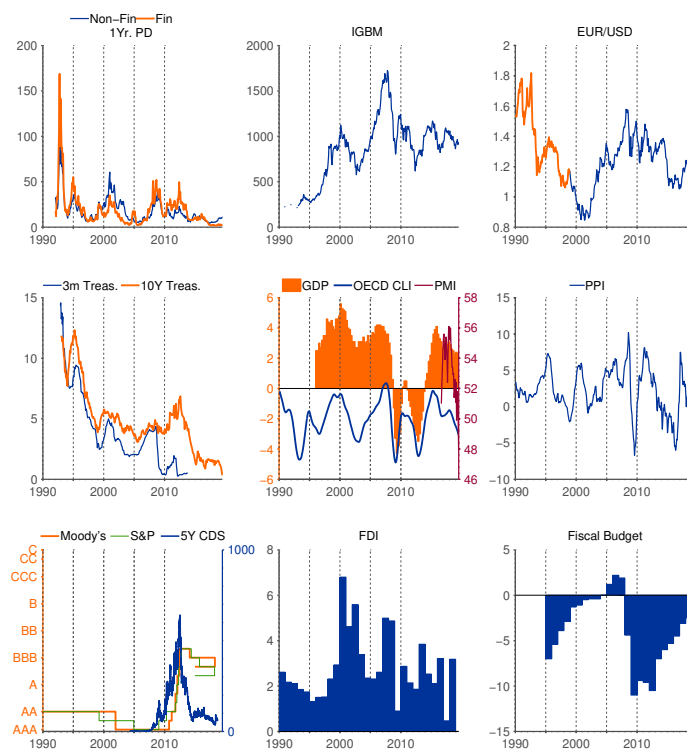 Non-Fin Fin
1Yr. PD
IGBM
EUR/USD
200
150
100
50
0
1990 2000 2010
2000
1500
1000
500
0
1990 2000 2010
2
1.8
1.6
1.4
1.2
1
0.8
1990 2000 2010
3m Treas. 10Y Treas.
15
10
5
0
1990 2000 2010
GDP OECD CLI PMI
6
4
2
0
−2
−4
−6
58
56
54
52
50
48
46
1990 2000 2010
PPI
15
10
5
0
−5
−10
1990 2000 2010
Moody's S&P 5Y CDS
C
CC
CCC
B
BB
BBB
A
AA
AAA
1000
0
1990 2000 2010
FDI
8
6
4
2
0
1990 2000 2010
Fiscal Budget
5
0
−5
−10
−15
1990 2000 2010